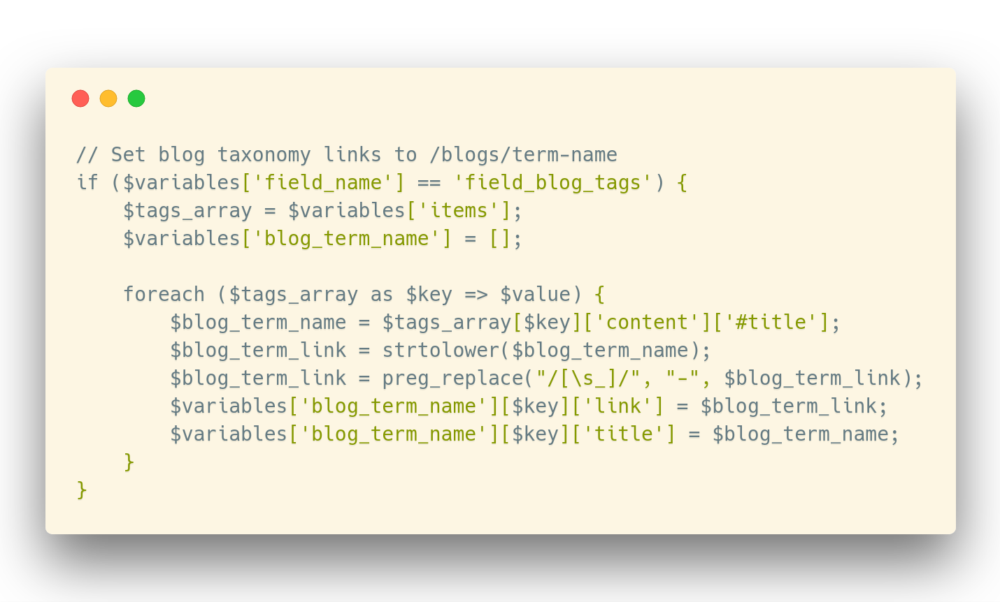 // Set blog taxonomy links to /blogs/term-name
if ($variables['field_name'] == 'field_blog_tags') {
    $tags_array = $variables['items'];
    $variables['blog_term_name'] = [];

    foreach ($tags_array as $key => $value) {
        $blog_term_name = $tags_array[$key]['content']['#title'];
        $blog_term_link = strtolower($blog_term_name);
        $blog_term_link = preg_replace("/[\s_]/", "-", $blog_term_link);
        $variables['blog_term_name'][$key]['link'] = $blog_term_link;
        $variables['blog_term_name'][$key]['title'] = $blog_term_name;
    }
}